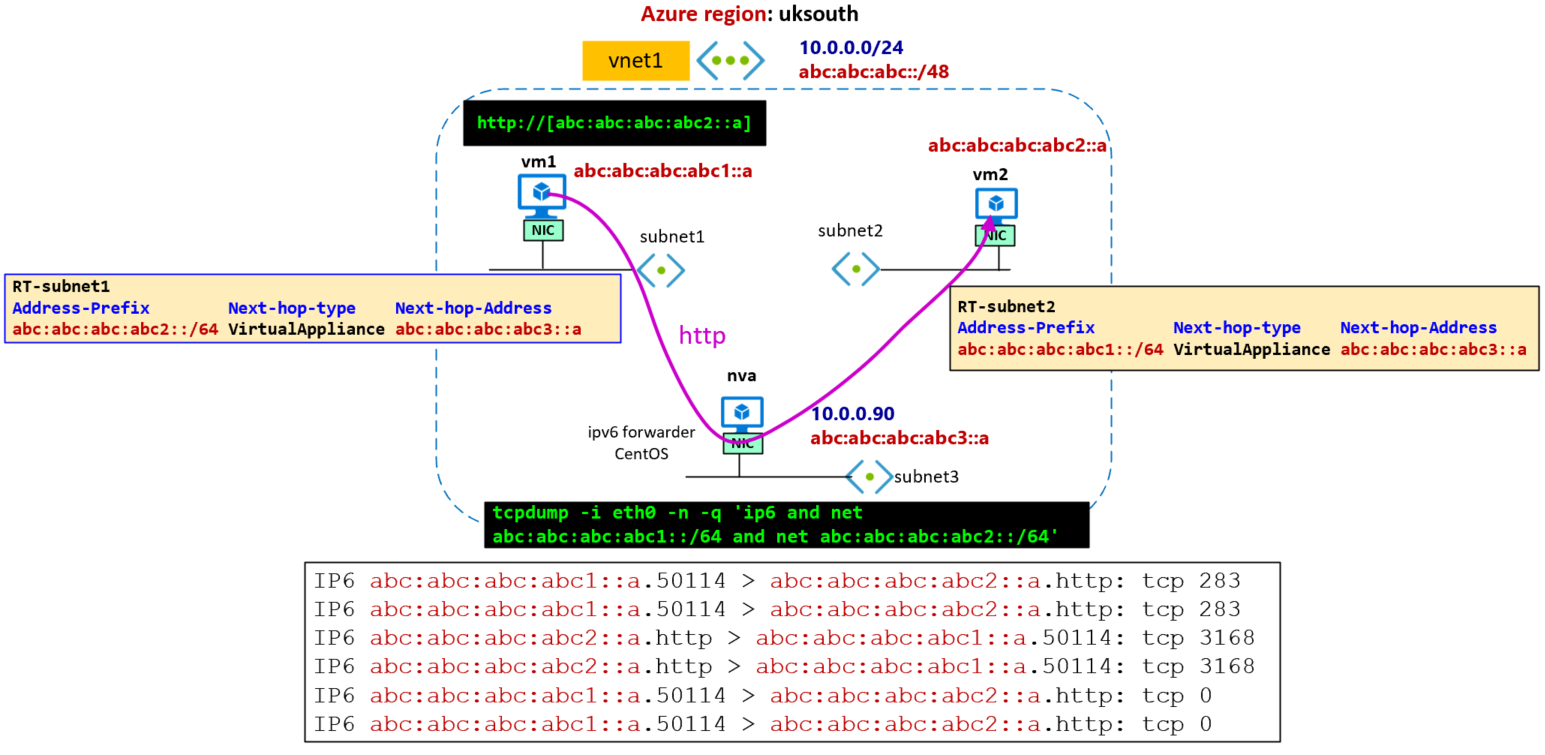 Azure region: uksouth
vnet1
10.0.0.0/24
abc:abc:abc::/48
http://[abc:abc:abc:abc2::a]
vm1
abc:abc:abc:abc1::a
NIC
subnet1
abc:abc:abc:abc2::a
vm2
NIC
subnet2
RT-subnet1
Address-Prefix Next-hop-type Next-hop-Address
abc:abc:abc:abc2::/64 VirtualAppliance abc:abc:abc:abc3::a
RT-subnet2
Address-Prefix Next-hop-type Next-hop-Address
abc:abc:abc:abc1::/64 VirtualAppliance abc:abc:abc:abc3::a
http
nva
10.0.0.90
abc:abc:abc:abc3::a
ipv6 forwarder
CentOS
NIC
subnet3
tcpdump -i eth0 -n -q 'ip6 and net
abc:abc:abc:abc1::/64 and net abc:abc:abc:abc2::/64'
IP6 abc:abc:abc:abc1::a.50114 > abc:abc:abc:abc2::a.http: tcp 283
IP6 abc:abc:abc:abc1::a.50114 > abc:abc:abc:abc2::a.http: tcp 283
IP6 abc:abc:abc:abc2::a.http > abc:abc:abc:abc1::a.50114: tcp 3168
IP6 abc:abc:abc:abc2::a.http > abc:abc:abc:abc1::a.50114: tcp 3168
IP6 abc:abc:abc:abc1::a.50114 > abc:abc:abc:abc2::a.http: tcp 0
IP6 abc:abc:abc:abc1::a.50114 > abc:abc:abc:abc2::a.http: tcp 0